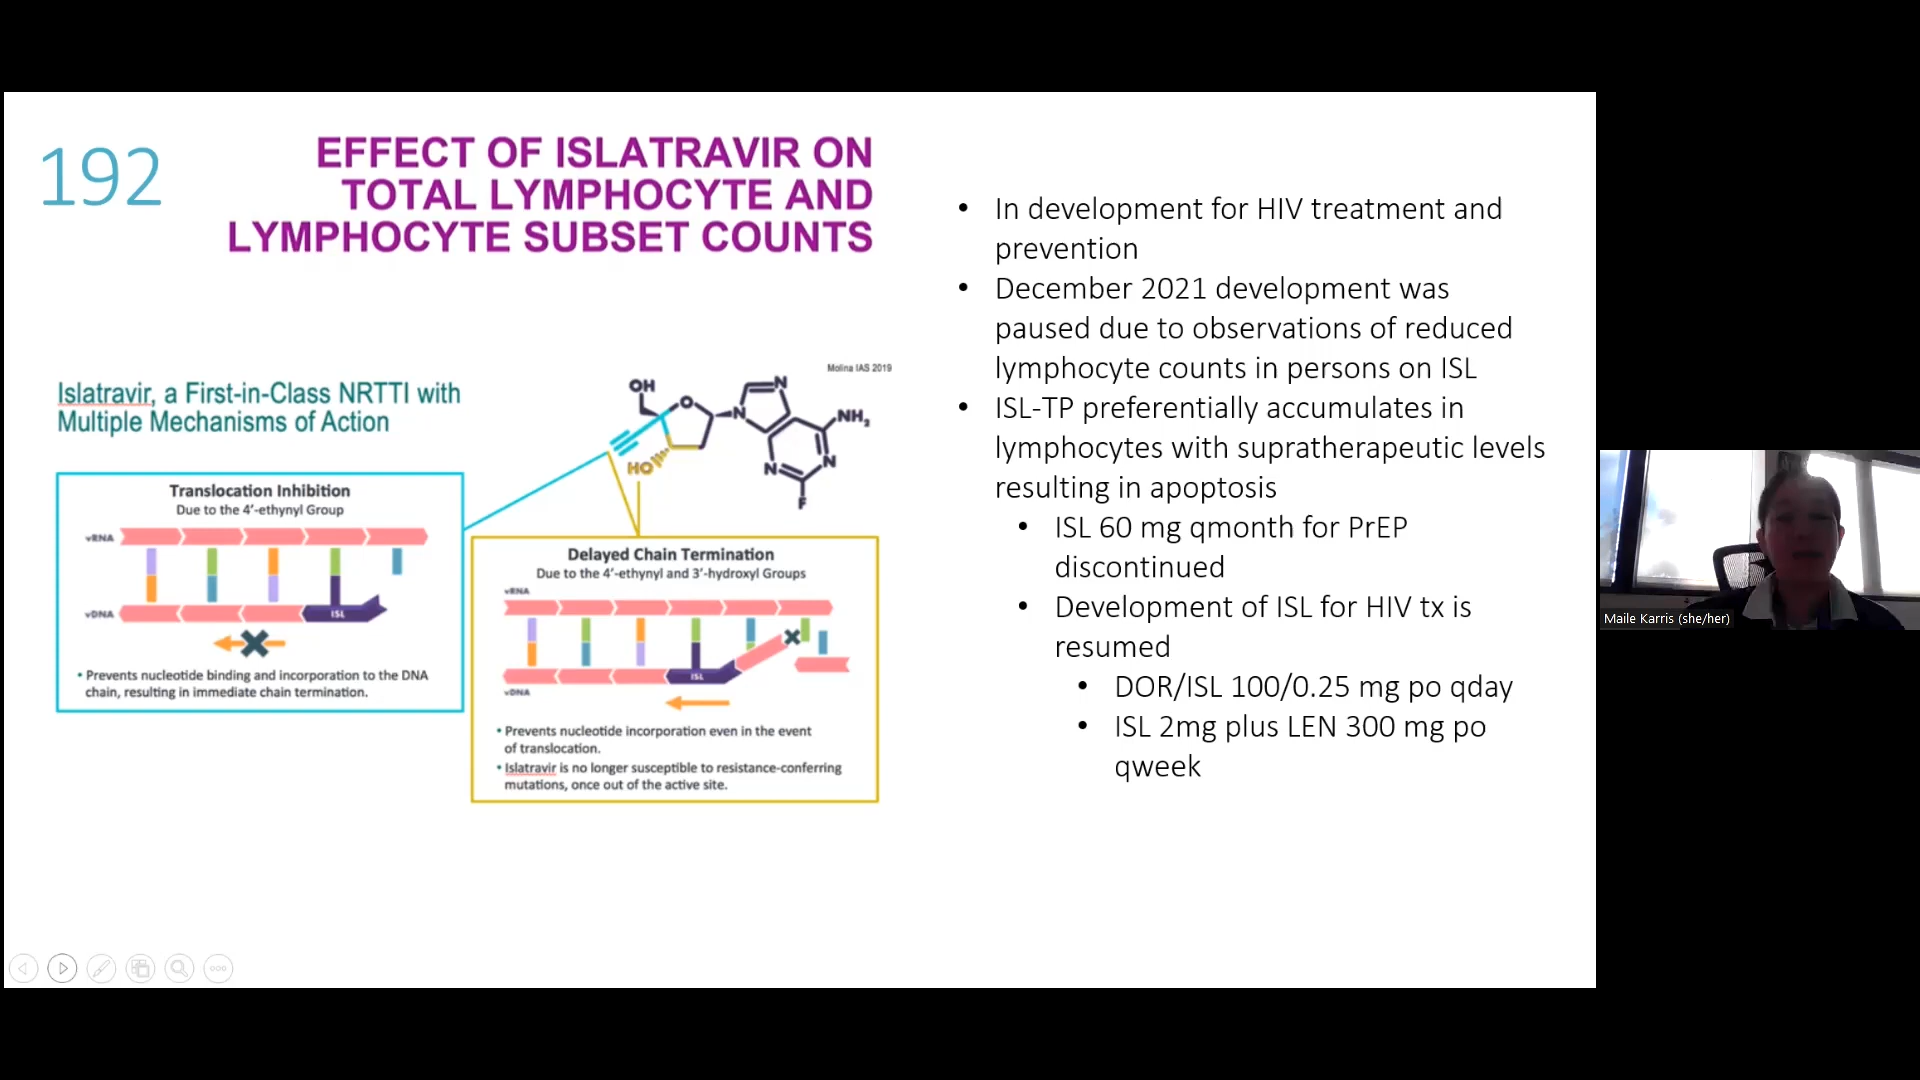 192
EFFECT OF ISLATRAVIR ON
TOTAL LYMPHOCYTE AND
LYMPHOCYTE SUBSET COUNTS
Molina IAS 2019
Islatravir, a First-in-Class NRTTI with
Multiple Mechanisms of Action
OH
O
N
N
NH2
HO
N
N
F
Translocation Inhibition
Due to the 4'-ethynyl Group
vRNA
vDNA
ISL
• Prevents nucleotide binding and incorporation to the DNA
chain, resulting in immediate chain termination.
Delayed Chain Termination
Due to the 4'-ethynyl and 3'-hydroxyl Groups
vRNA
ISL
vDNA
• Prevents nucleotide incorporation even in the event
of translocation.
• Islatravir is no longer susceptible to resistance-conferring
mutations, once out of the active site.
• In development for HIV treatment and
prevention
• December 2021 development was
paused due to observations of reduced
lymphocyte counts in persons on ISL
• ISL-TP preferentially accumulates in
lymphocytes with supratherapeutic levels
resulting in apoptosis
• ISL 60 mg qmonth for PrEP
discontinued
• Development of ISL for HIV tx is
resumed
• DOR/ISL 100/0.25 mg po qday
• ISL 2mg plus LEN 300 mg po
qweek
Maile Karris (she/her)